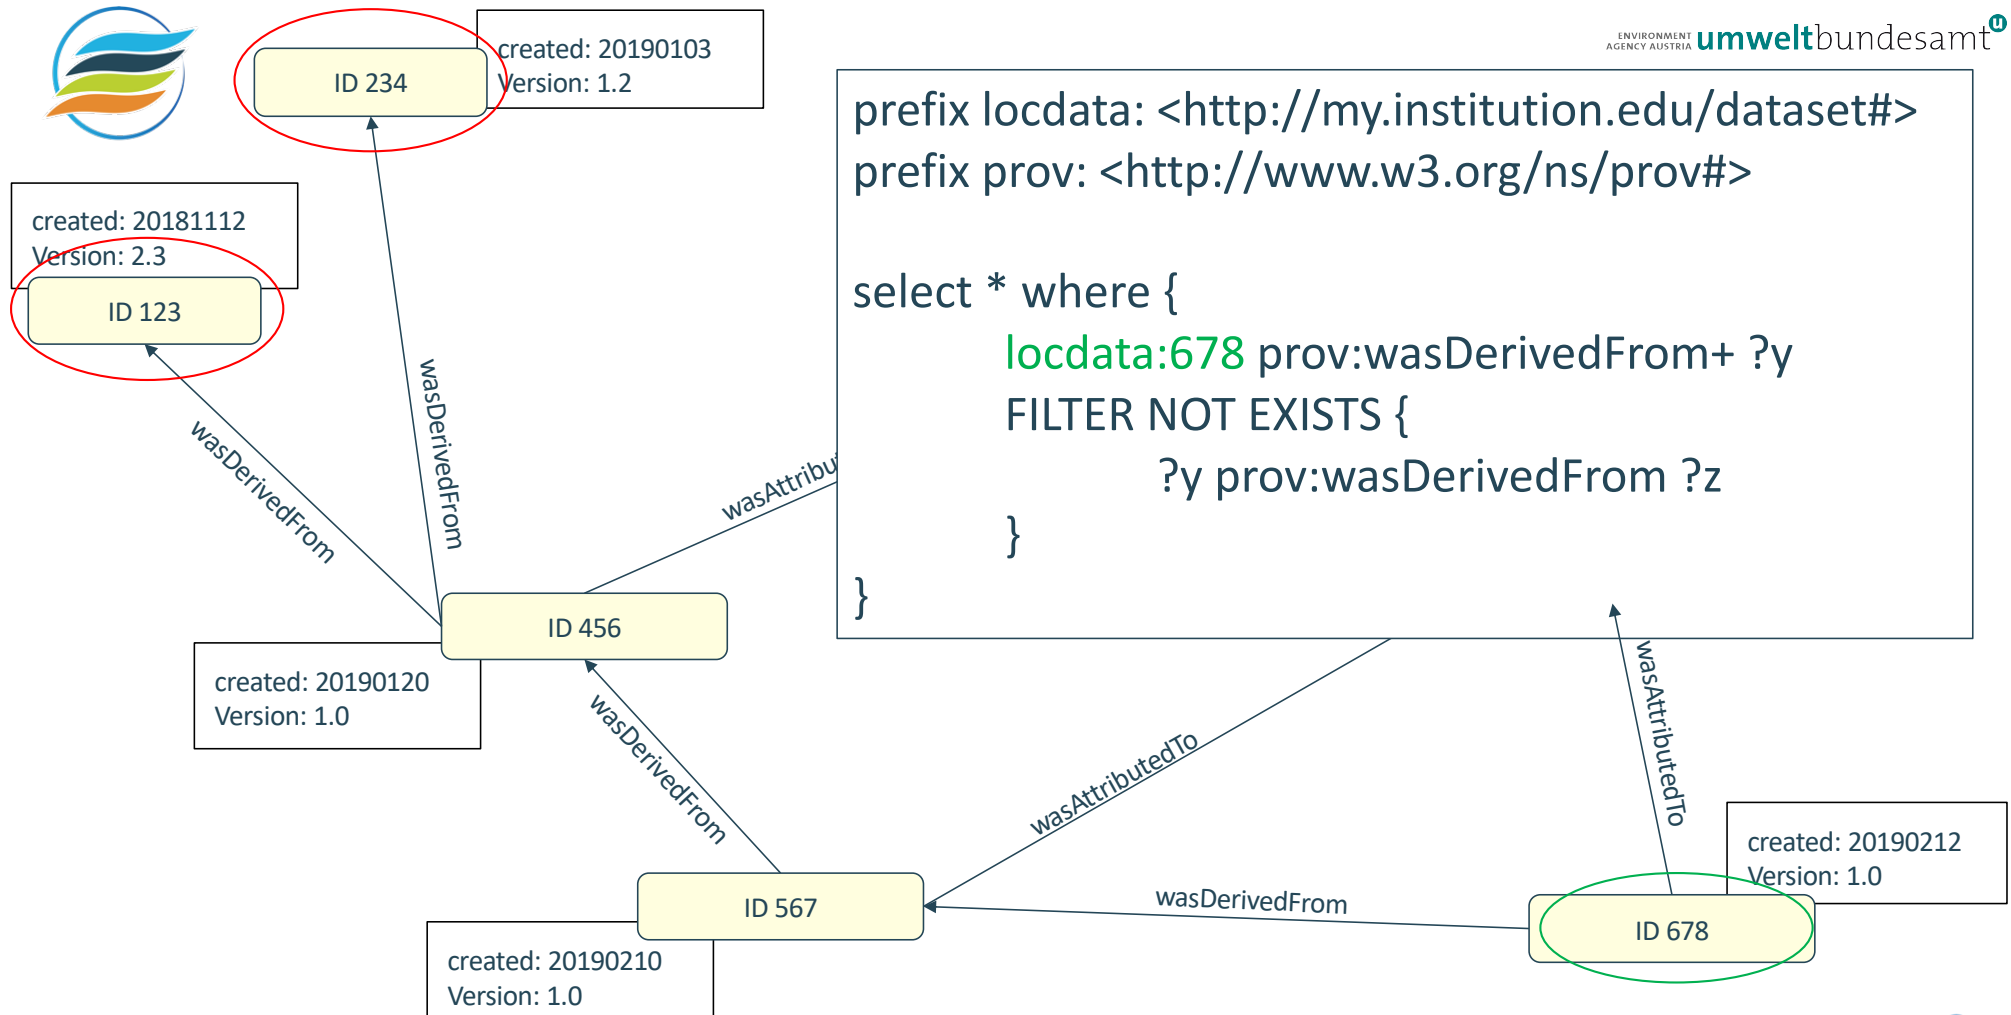 ENVIRONMENT
AGENCY AUSTRIA umweltbundesamt
created: 20190103
Version: 1.2
ID 234
prefix locdata: <http://my.institution.edu/dataset#>
prefix prov: <http://www.w3.org/ns/prov#>
select * where {
locdata:678 prov:wasDerivedFrom+ ?y
FILTER NOT EXISTS {
?y prov:wasDerivedFrom ?z
}
}
created: 20181112
Version: 2.3
ID 123
wasDerivedFrom
wasDerivedFrom
wasAttribu
ID 456
created: 20190120
Version: 1.0
wasDerivedFrom
wasAttributedTo
wasAttributedTo
created: 20190212
Version: 1.0
ID 567
wasDerivedFrom
ID 678
created: 20190210
Version: 1.0